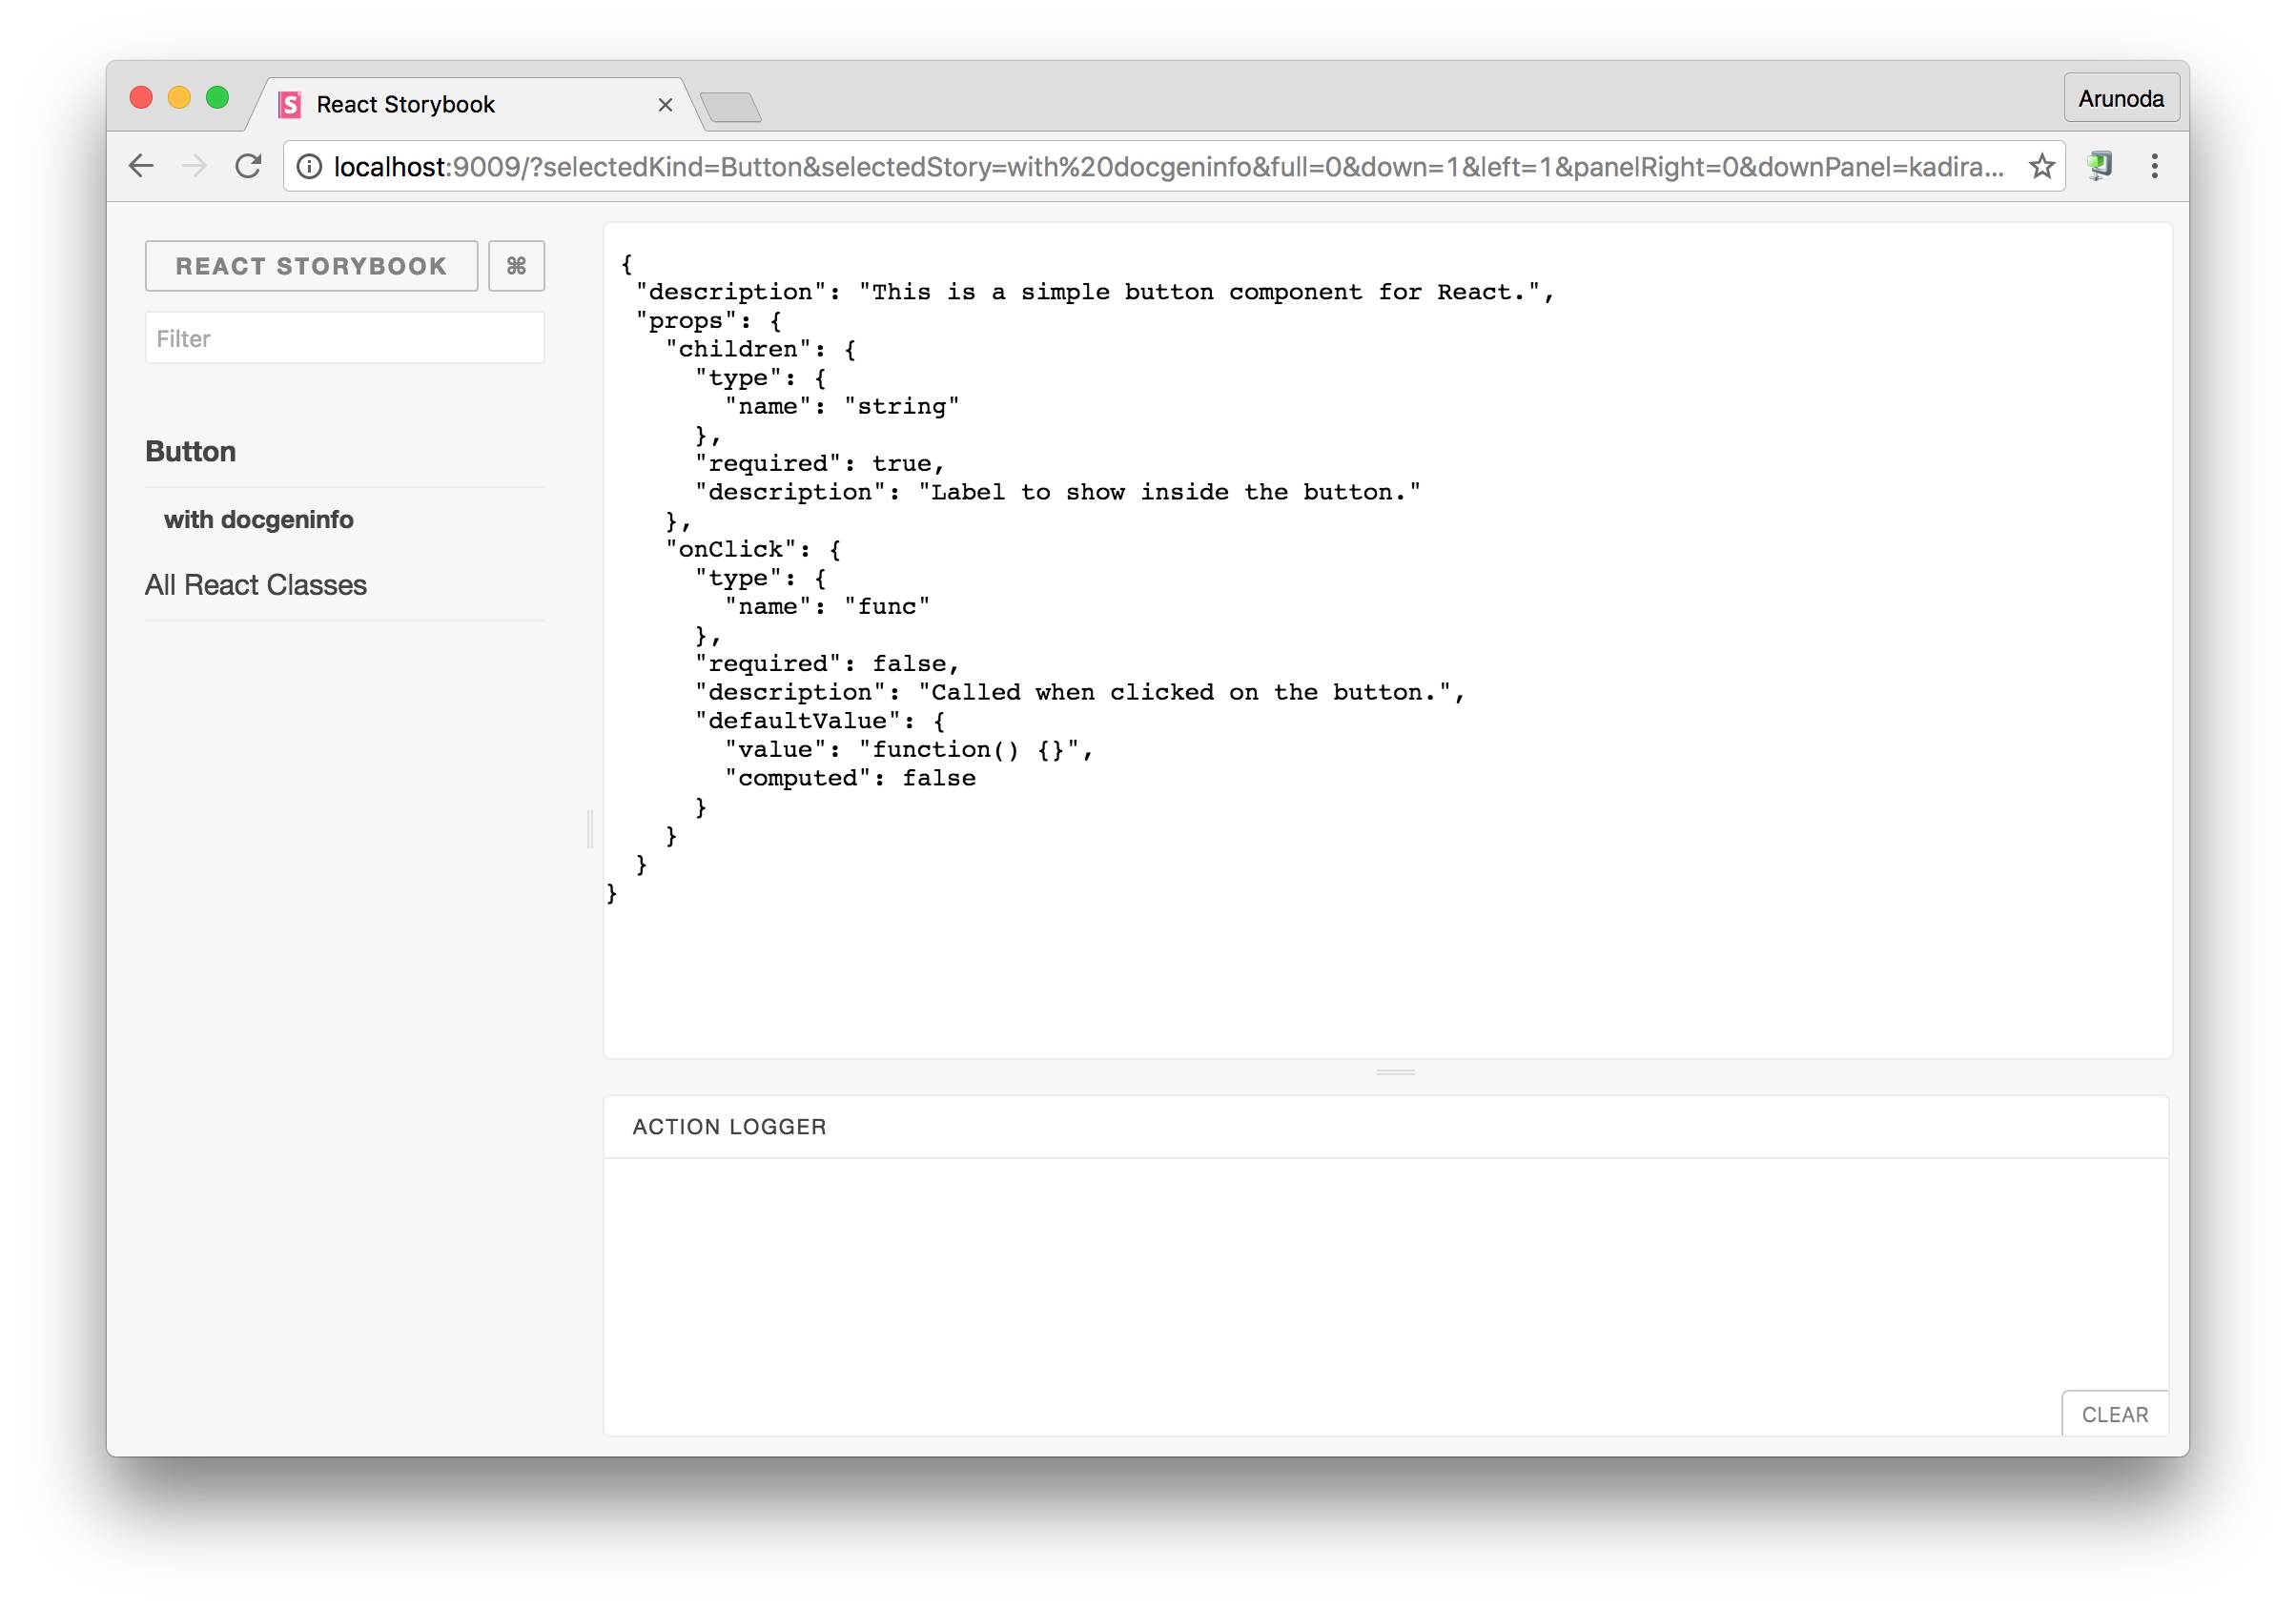 React Storybook
Arunoda
localhost:9009/?selectedKind=Button&selectedStory=with%20docgeninfo&full=0&down=1&left=1&panelRight=0&downPanel=kadira...
REACT STORYBOOK ⌘
Filter
Button
with docgeninfo
All React Classes
{
  "description": "This is a simple button component for React.",
  "props": {
    "children": {
      "type": {
        "name": "string"
      },
      "required": true,
      "description": "Label to show inside the button."
    },
    "onClick": {
      "type": {
        "name": "func"
      },
      "required": false,
      "description": "Called when clicked on the button.",
      "defaultValue": {
        "value": "function() {}",
        "computed": false
      }
    }
  }
}
ACTION LOGGER
CLEAR